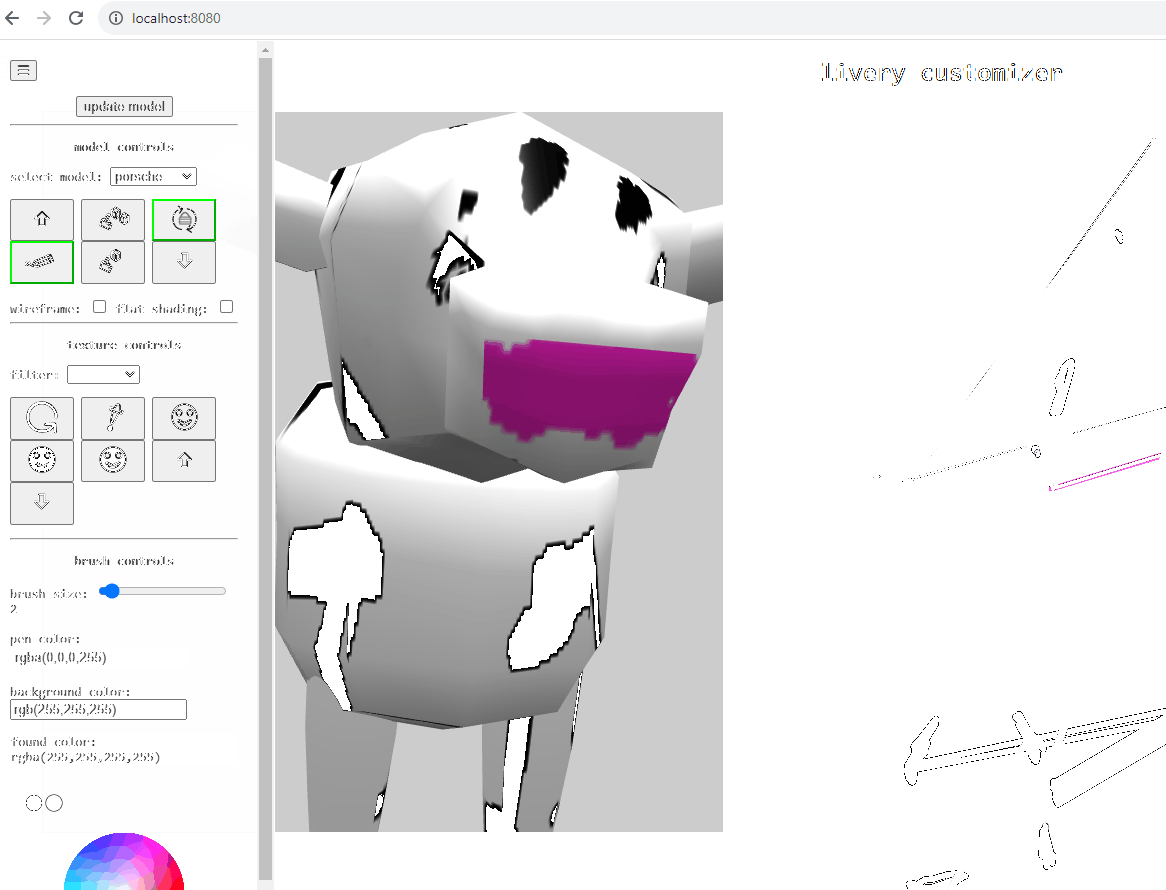 localhost:8080
livery customizer
update model
model controls
select model: porsche
wireframe: flat shading:
texture controls
filter:
brush controls
brush size:
2
pen color:
rgba(0,0,0,255)
background color:
rgb(255,255,255)
found color:
rgba(255,255,255,255)